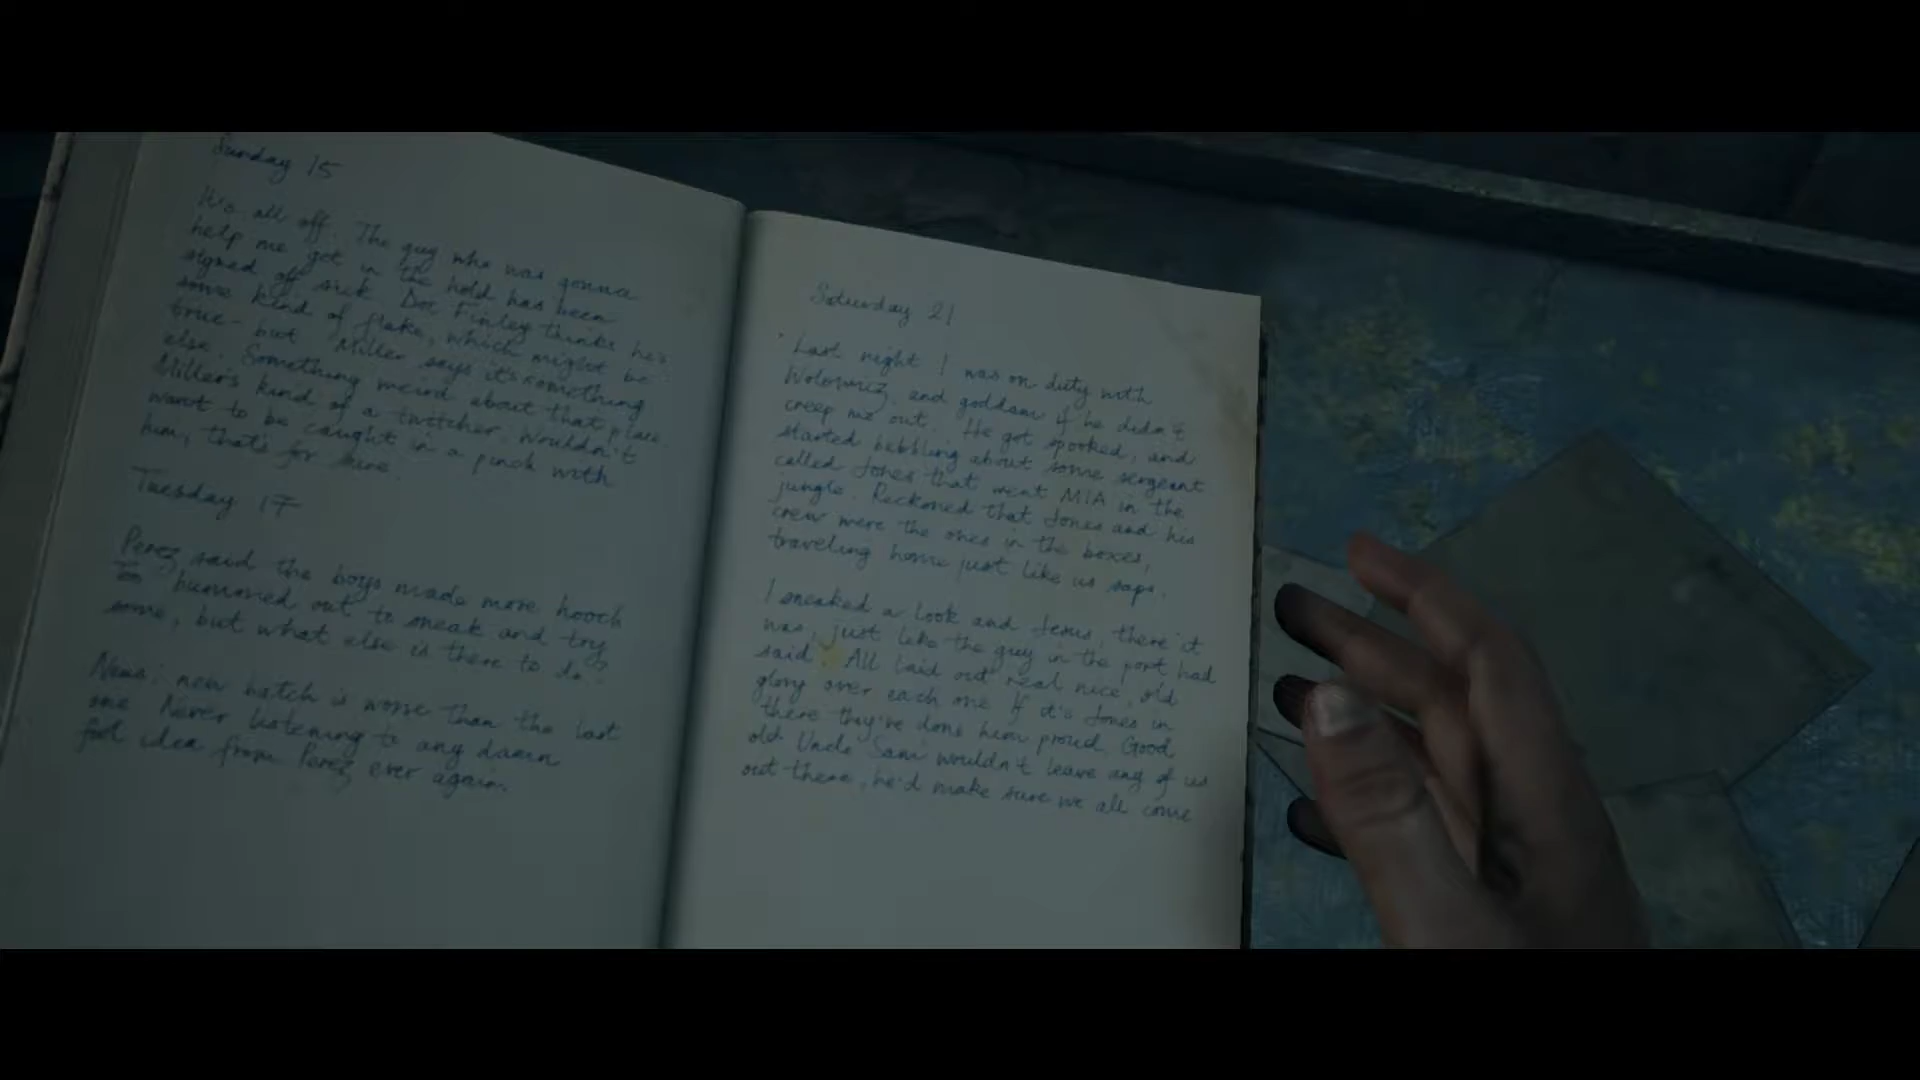 Sunday 15
It's all off. The guy who was gonna
help me get in the hold has been
signed off sick. Doc Finley thinks he's
some kind of flake, which might be
true - but Miller says it's something
else. Something weird about that place.
Miller's kind of a twitcher. Wouldn't
want to be caught in a pinch with
him, that's for sure.
Tuesday 17
Perez said the boys made more hooch
Too bummed out to sneak and try
some, but what else is there to do?
News: new batch is worse than the last
one. Never listening to any damn
fool idea from Perez ever again.
Saturday 21
Last night I was on duty with
Wolowicz, and goddam if he didn't
creep me out. He got spooked, and
started babbling about some sergeant
called Jones that went MIA in the
jungle. Reckoned that Jones and his
crew were the ones in the boxes,
traveling home just like us saps.
I sneaked a look and Jesus, there it
was, just like the guy in the port had
said. All laid out real nice, old
glory over each one. If it's Jones in
there they've done him proud. Good
old Uncle Sam wouldn't leave any of us
out there, he'd make sure we all come